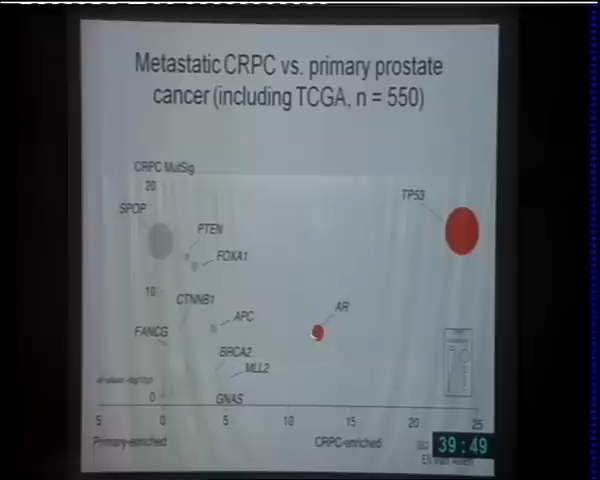 Metastatic CRPC vs. primary prostate
cancer (including TCGA, n = 550)
CRPC MutSig
20
TP53
SPOP
PTEN
FOXA1
10
CTNNB1
AR
APC
FANCG
BRCA2
MLL2
0
GNAS
5 0 5 10 15 20 25
Primary-enriched CRPC-enriched
39:49